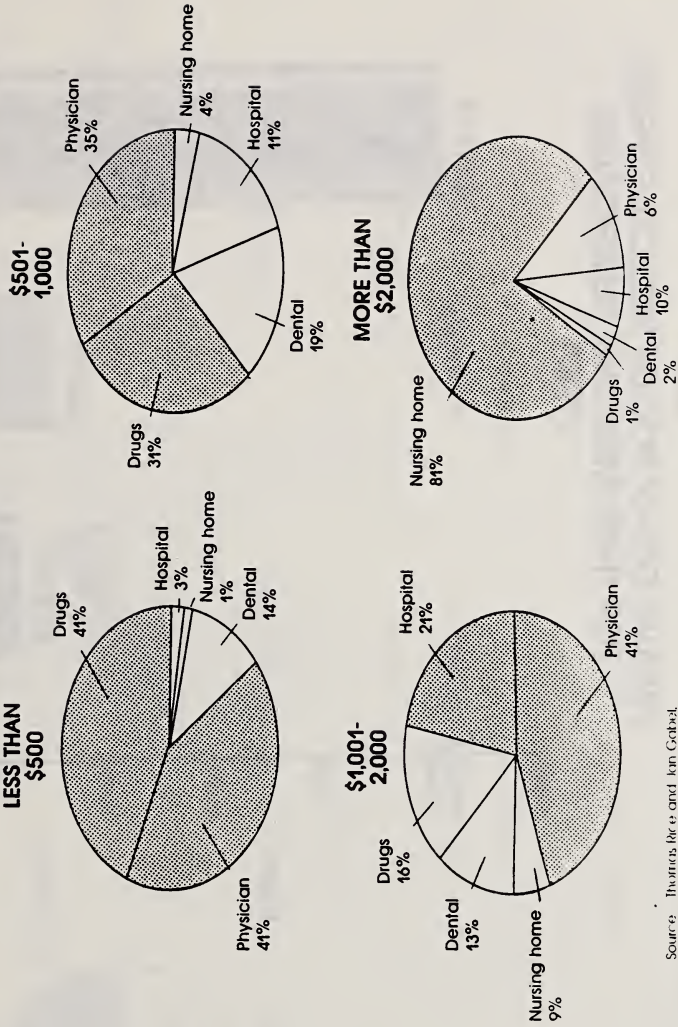 LESS THAN
$500
Drugs
41%
Hospital
3%
Nursing home
1%
Dental
14%
Physician
41%
$501-
1,000
Physician
35%
Nursing home
4%
Hospital
11%
Dental
19%
Drugs
31%
$1,001-
2,000
Hospital
21%
Physician
41%
Nursing home
9%
Dental
13%
Drugs
16%
MORE THAN
$2,000
Nursing home
81%
Physician
6%
Hospital
10%
Dental
2%
Drugs
1%
Source Thomas Rice and Jon Gabel.